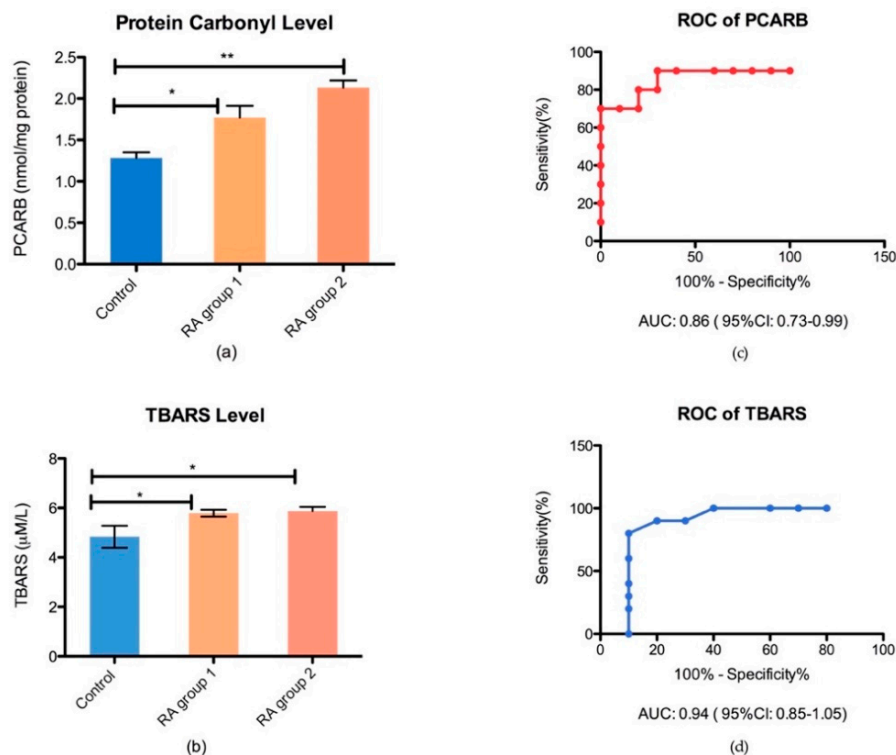 Protein Carbonyl Level
PCARB (nmol/mg protein)
2.5
2.0
1.5
1.0
0.5
0.0
**
*
Control
RA group 1
RA group 2
(a)
ROC of PCARB
Sensitivity(%)
100
80
60
40
20
0
0
50
100
150
100% - Specificity%
AUC: 0.86 ( 95%CI: 0.73-0.99)
(c)
TBARS Level
TBARS (µM/L)
8
6
4
2
0
*
*
Control
RA group 1
RA group 2
(b)
ROC of TBARS
Sensitivity(%)
150
100
50
0
0
20
40
60
80
100
100% - Specificity%
AUC: 0.94 ( 95%CI: 0.85-1.05)
(d)